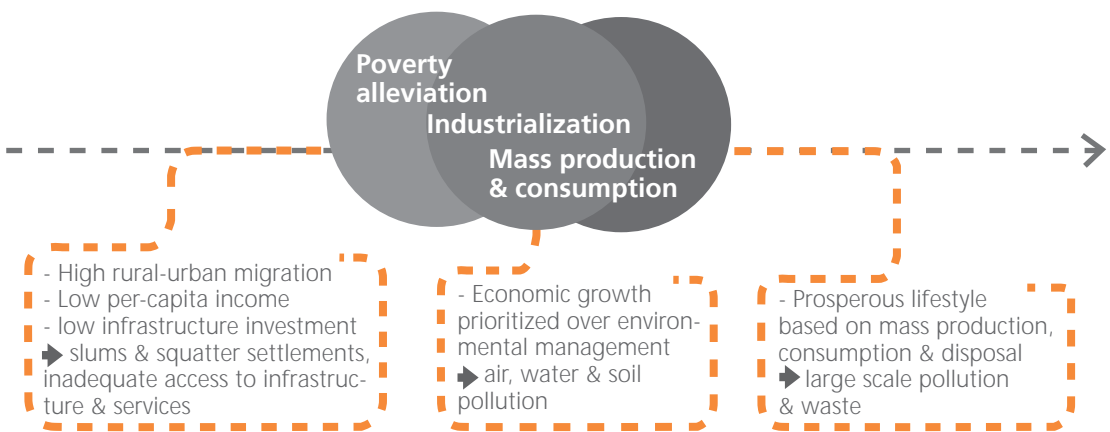 Poverty
alleviation
Industrialization
Mass production
& consumption
- High rural-urban migration
- Low per-capita income
- low infrastructure investment
➧ slums & squatter settlements,
inadequate access to infrastruc-
ture & services
- Economic growth
prioritized over environ-
mental management
➧ air, water & soil
pollution
- Prosperous lifestyle
based on mass production,
consumption & disposal
➧ large scale pollution
& waste